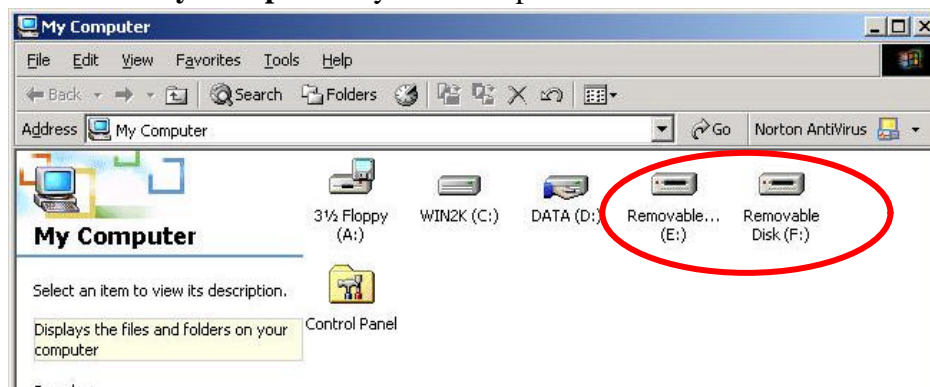 My Computer
File Edit View Favorites Tools Help
Back Search Folders
Address My Computer Go Norton AntiVirus
3½ Floppy (A:)
WIN2K (C:)
DATA (D:)
Removable... (E:)
Removable Disk (F:)
My Computer
Select an item to view its description.
Control Panel
Displays the files and folders on your
computer